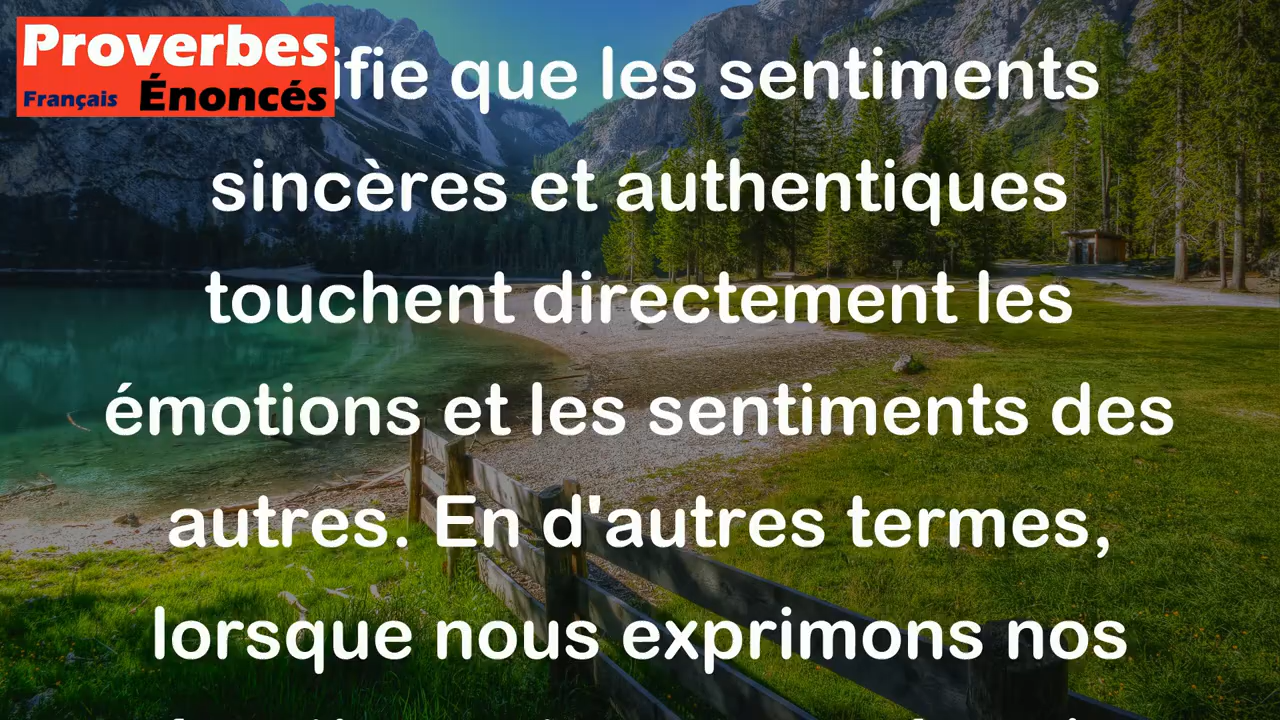 Proverbes
Français Énoncés
ifie que les sentiments
sincères et authentiques
touchent directement les
émotions et les sentiments des
autres. En d'autres termes,
lorsque nous exprimons nos